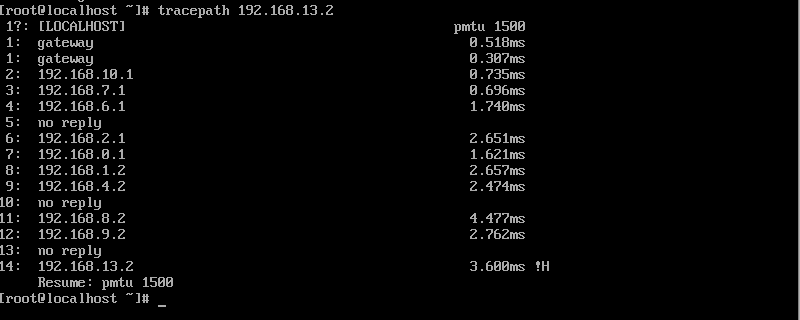 [root@localhost ~]# tracepath 192.168.13.2
1?: [LOCALHOST] pmtu 1500
1: gateway 0.518ms
1: gateway 0.307ms
2: 192.168.10.1 0.735ms
3: 192.168.7.1 0.696ms
4: 192.168.6.1 1.740ms
5: no reply
6: 192.168.2.1 2.651ms
7: 192.168.0.1 1.621ms
8: 192.168.1.2 2.657ms
9: 192.168.4.2 2.474ms
10: no reply
11: 192.168.8.2 4.477ms
12: 192.168.9.2 2.762ms
13: no reply
14: 192.168.13.2 3.600ms !H
Resume: pmtu 1500
[root@localhost ~]# _